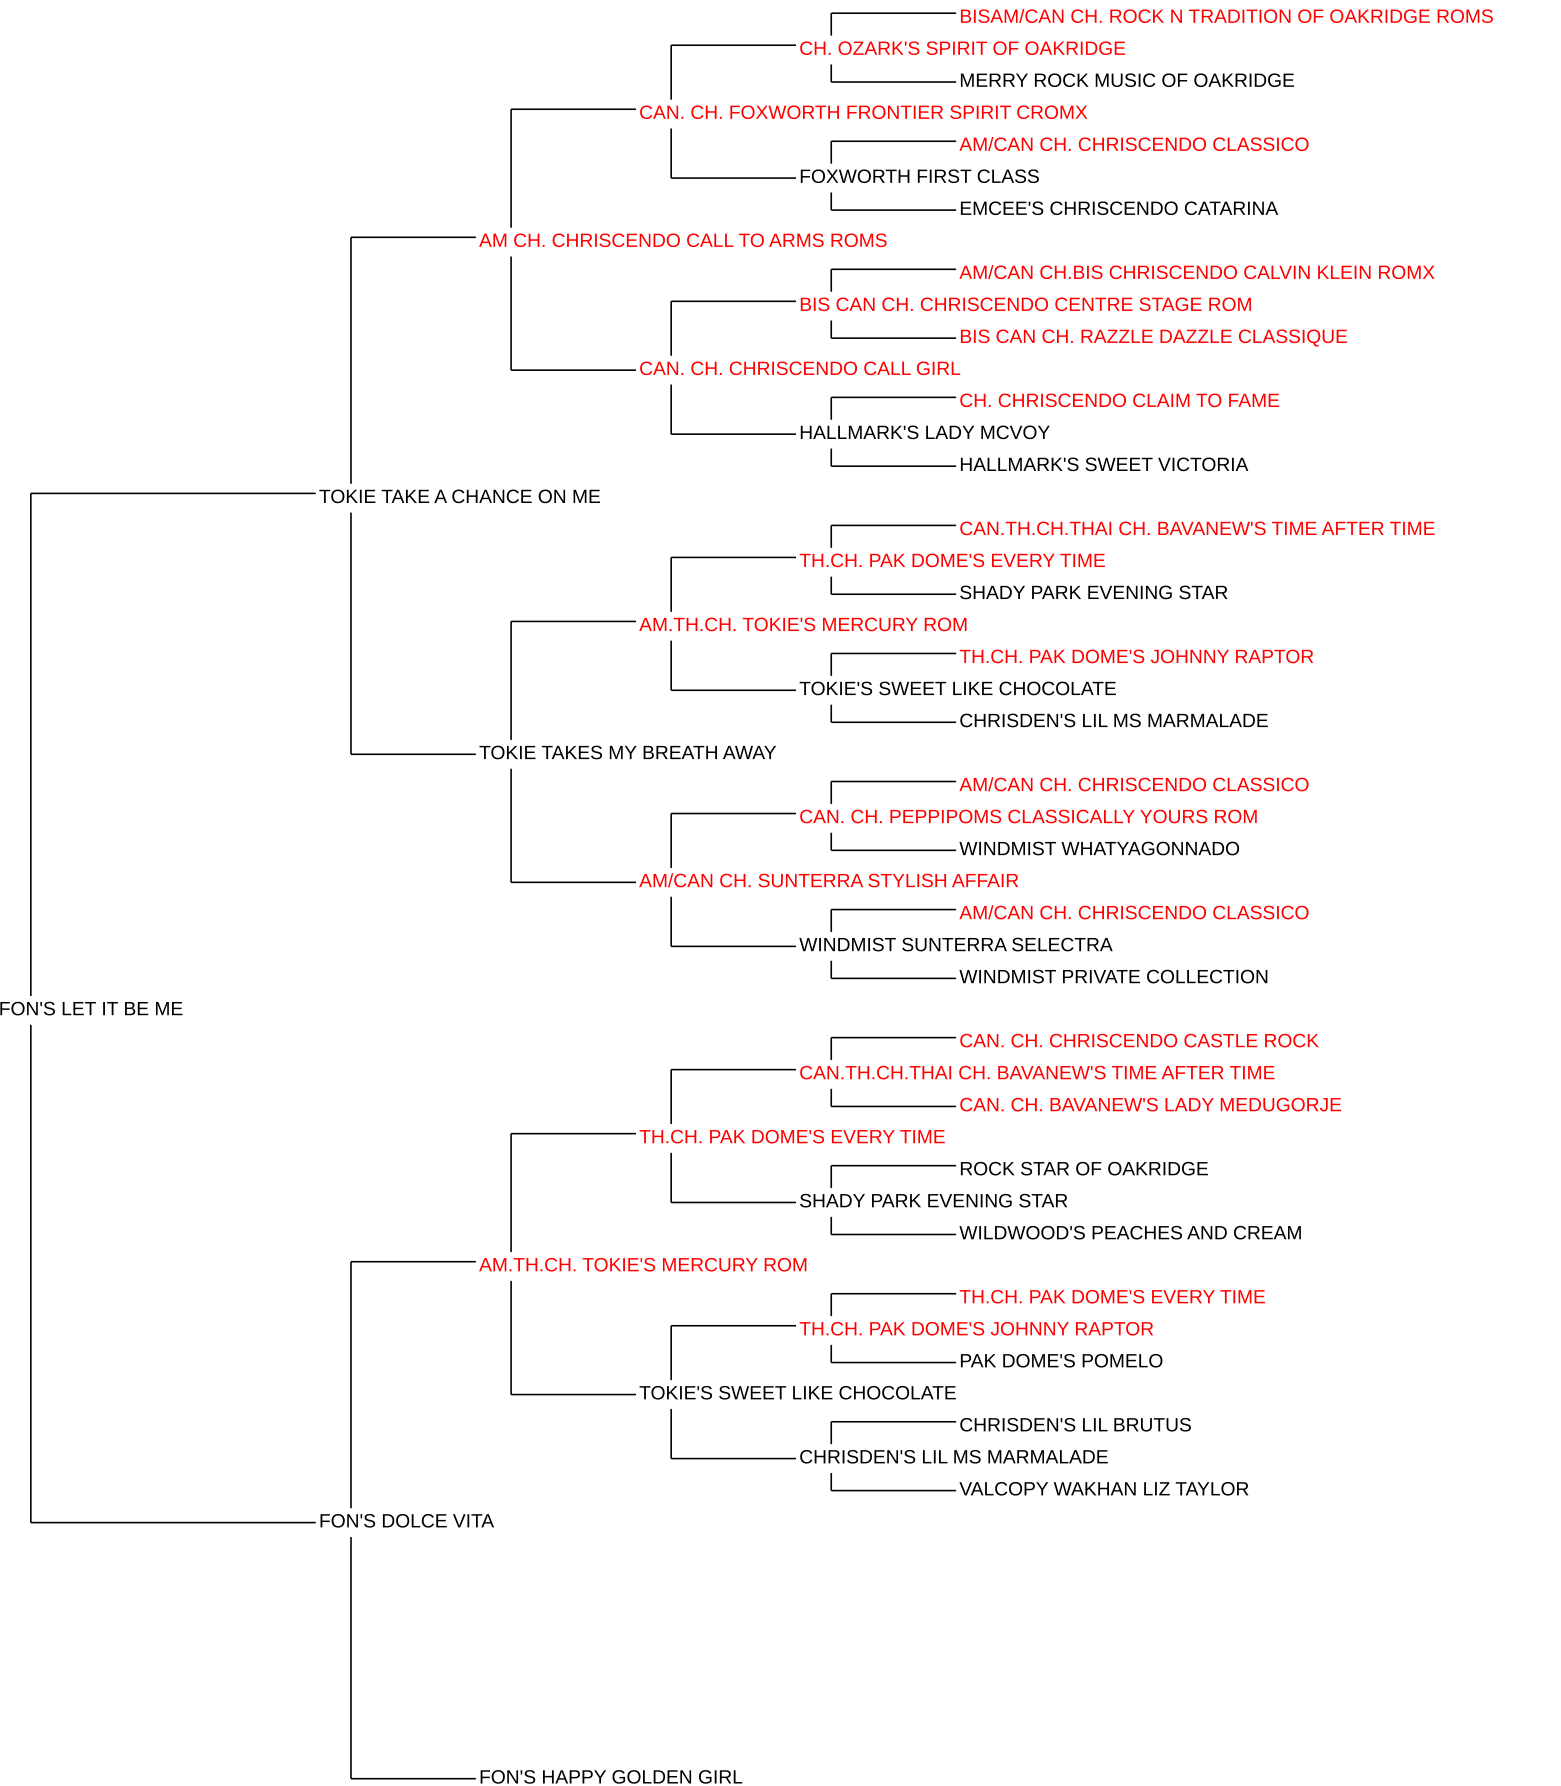 BISAM/CAN CH. ROCK N TRADITION OF OAKRIDGE ROMS
CH. OZARK'S SPIRIT OF OAKRIDGE
MERRY ROCK MUSIC OF OAKRIDGE
CAN. CH. FOXWORTH FRONTIER SPIRIT CROMX
AM/CAN CH. CHRISCENDO CLASSICO
FOXWORTH FIRST CLASS
EMCEE'S CHRISCENDO CATARINA
AM CH. CHRISCENDO CALL TO ARMS ROMS
AM/CAN CH.BIS CHRISCENDO CALVIN KLEIN ROMX
BIS CAN CH. CHRISCENDO CENTRE STAGE ROM
BIS CAN CH. RAZZLE DAZZLE CLASSIQUE
CAN. CH. CHRISCENDO CALL GIRL
CH. CHRISCENDO CLAIM TO FAME
HALLMARK'S LADY MCVOY
HALLMARK'S SWEET VICTORIA
TOKIE TAKE A CHANCE ON ME
CAN.TH.CH.THAI CH. BAVANEW'S TIME AFTER TIME
TH.CH. PAK DOME'S EVERY TIME
SHADY PARK EVENING STAR
AM.TH.CH. TOKIE'S MERCURY ROM
TH.CH. PAK DOME'S JOHNNY RAPTOR
TOKIE'S SWEET LIKE CHOCOLATE
CHRISDEN'S LIL MS MARMALADE
TOKIE TAKES MY BREATH AWAY
AM/CAN CH. CHRISCENDO CLASSICO
CAN. CH. PEPPIPOMS CLASSICALLY YOURS ROM
WINDMIST WHATYAGONNADO
AM/CAN CH. SUNTERRA STYLISH AFFAIR
AM/CAN CH. CHRISCENDO CLASSICO
WINDMIST SUNTERRA SELECTRA
WINDMIST PRIVATE COLLECTION
FON'S LET IT BE ME
CAN. CH. CHRISCENDO CASTLE ROCK
CAN.TH.CH.THAI CH. BAVANEW'S TIME AFTER TIME
CAN. CH. BAVANEW'S LADY MEDUGORJE
TH.CH. PAK DOME'S EVERY TIME
ROCK STAR OF OAKRIDGE
SHADY PARK EVENING STAR
WILDWOOD'S PEACHES AND CREAM
AM.TH.CH. TOKIE'S MERCURY ROM
TH.CH. PAK DOME'S EVERY TIME
TH.CH. PAK DOME'S JOHNNY RAPTOR
PAK DOME'S POMELO
TOKIE'S SWEET LIKE CHOCOLATE
CHRISDEN'S LIL BRUTUS
CHRISDEN'S LIL MS MARMALADE
VALCOPY WAKHAN LIZ TAYLOR
FON'S DOLCE VITA
FON'S HAPPY GOLDEN GIRL